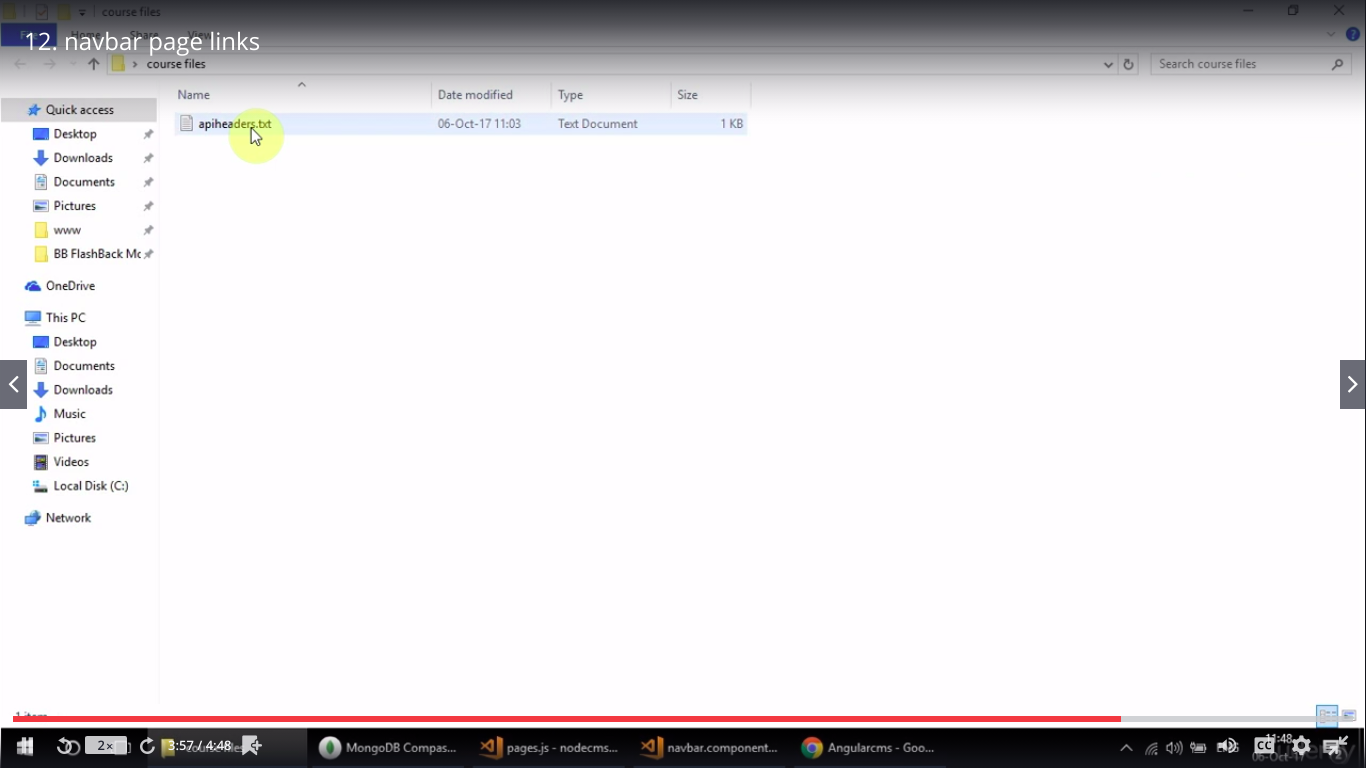 course files
12. navbar page links
Home
Share
View
course files
Search course files
Name
Date modified
Type
Size
Quick access
apiheaders.txt
06-Oct-17 11:03
Text Document
1 KB
Desktop
Downloads
Documents
Pictures
www
BB FlashBack Mc
OneDrive
This PC
Desktop
Documents
Downloads
Music
Pictures
Videos
Local Disk (C:)
Network
1 item
2×
3:57 / 4:48
MongoDB Compas...
pages.js - nodecms...
navbar.component...
Angularcms - Goo...
CC
11:48
06-Oct-17